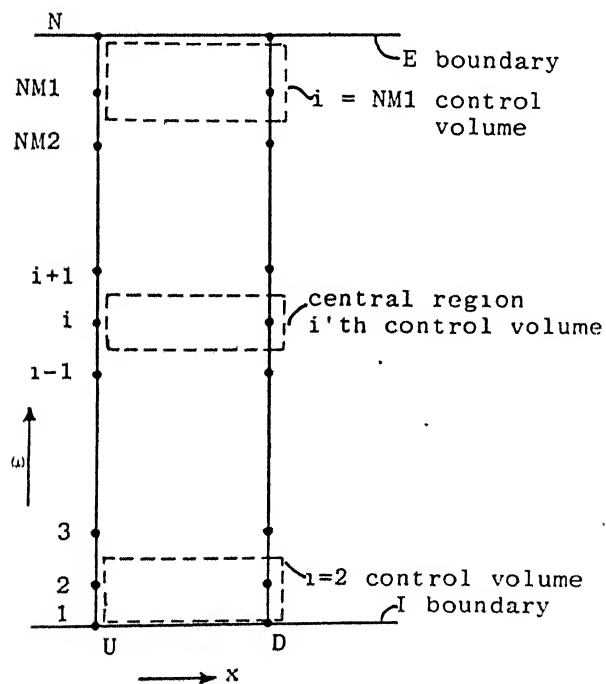 N
E boundary
NM1
i = NM1 control
volume
NM2
i+1
central region
i
i'th control volume
i-1
ω
3
i=2 control volume
2
1
I boundary
U
D
x